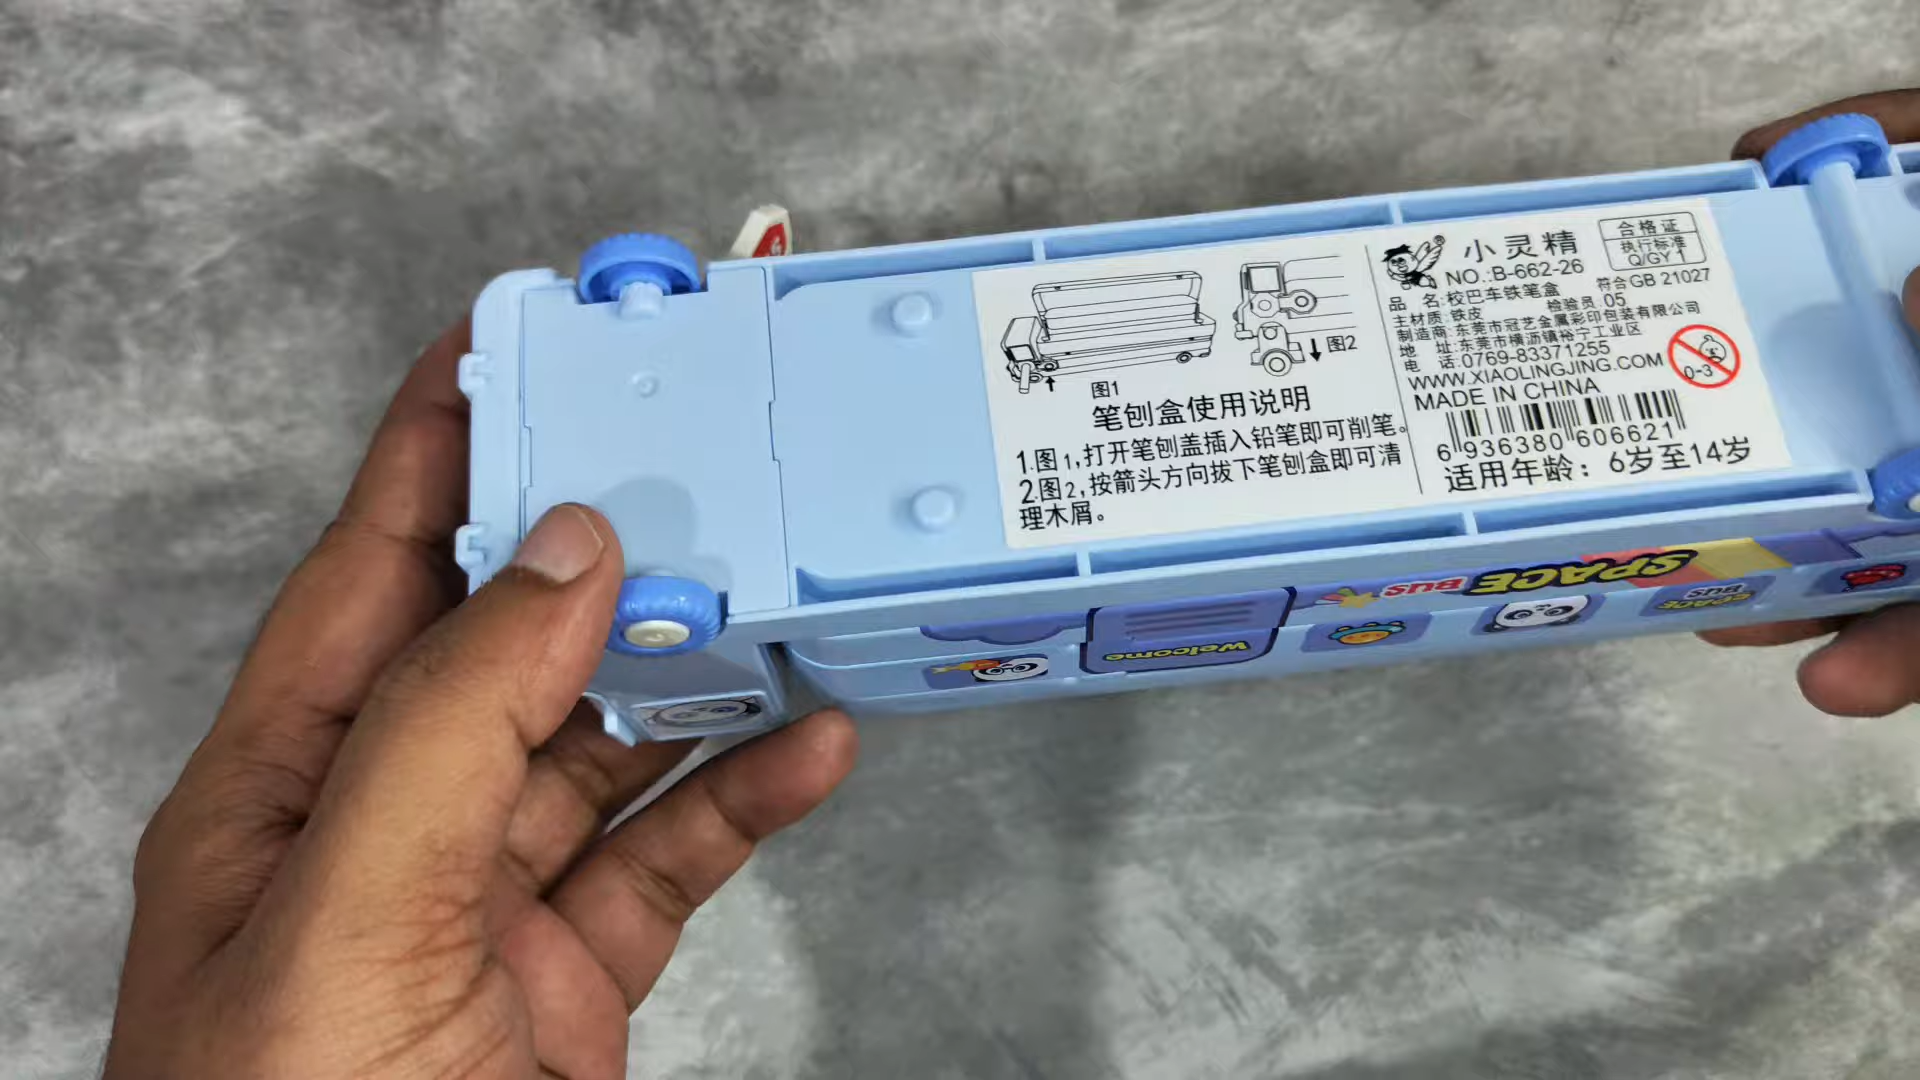 图1
图2
笔刨盒使用说明
1.图1,打开笔刨盖插入铅笔即可削笔。
2.图2,按箭头方向拔下笔刨盒即可清
理木屑。
小灵精
NO.:B-662-26
合格证
执行标准
Q/GY 1
符合GB 21027
品 名:校巴车铁笔盒
检验员:05
主材质:铁皮
制造商:东莞市冠艺金属彩印包装有限公司
地 址:东莞市横沥镇裕宁工业区
电 话:0769-83371255
WWW.XIAOLINGJING.COM
MADE IN CHINA
0-3
6 936380 606621
适用年龄：6岁至14岁
SPACE BUS
Welcome
SPACE
BUS